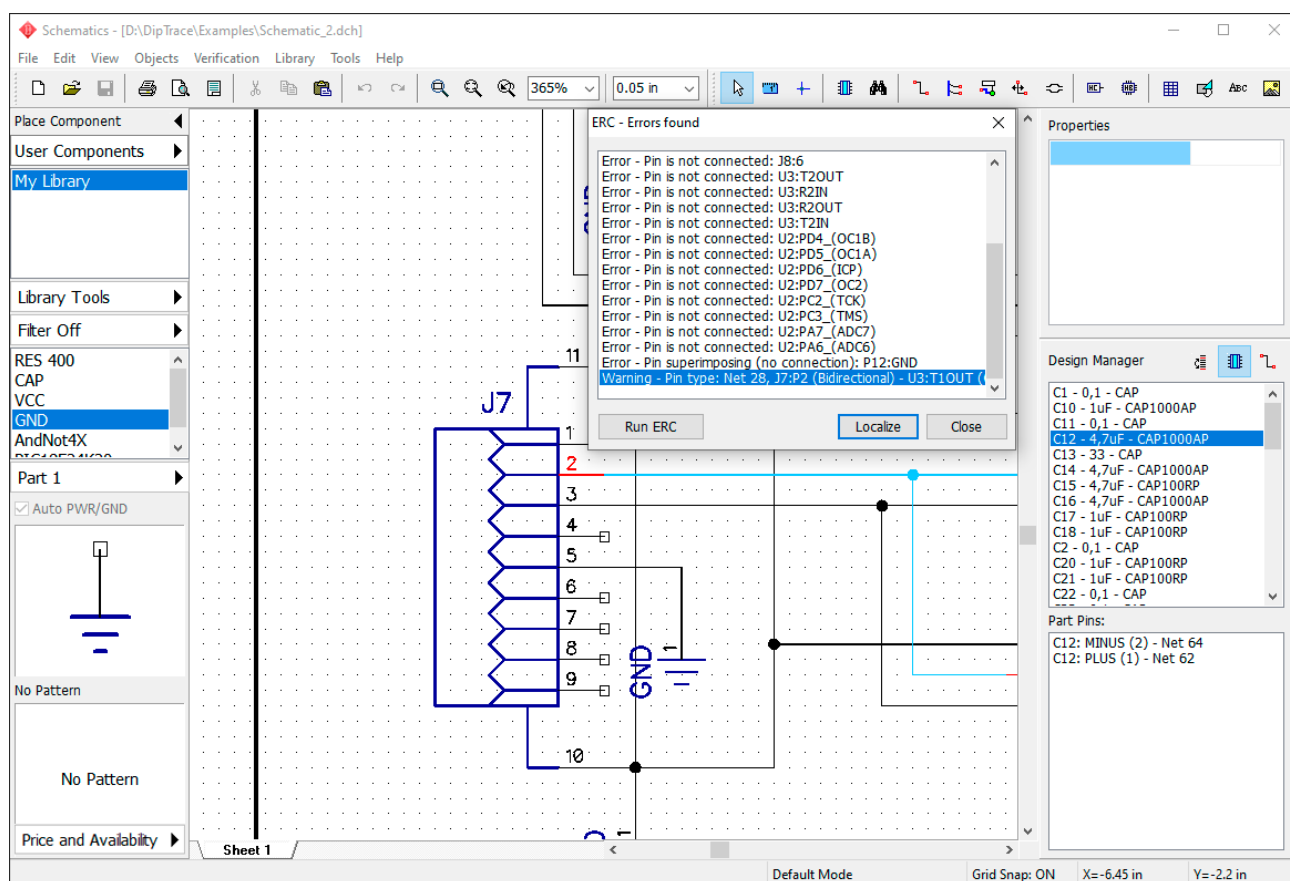 Schematics - [D:\DipTrace\Examples\Schematic_2.dch]
File Edit View Objects Verification Library Tools Help
365% 0.05 in
ABC
Place Component
User Components
My Library
Library Tools
Filter Off
RES 400
CAP
VCC
GND
AndNot4X
Part 1
Auto PWR/GND
No Pattern
No Pattern
Price and Availability
ERC - Errors found
Error - Pin is not connected: J8:6
Error - Pin is not connected: U3:T2OUT
Error - Pin is not connected: U3:R2IN
Error - Pin is not connected: U3:R2OUT
Error - Pin is not connected: U3:T2IN
Error - Pin is not connected: U2:PD4_(OC1B)
Error - Pin is not connected: U2:PD5_(OC1A)
Error - Pin is not connected: U2:PD6_(ICP)
Error - Pin is not connected: U2:PD7_(OC2)
Error - Pin is not connected: U2:PC2_(TCK)
Error - Pin is not connected: U2:PC3_(TMS)
Error - Pin is not connected: U2:PA7_(ADC7)
Error - Pin is not connected: U2:PA6_(ADC6)
Error - Pin superimposing (no connection): P12:GND
Warning - Pin type: Net 28, J7:P2 (Bidirectional) - U3:T1OUT (
Run ERC Localize Close
J7
11
1
2
3
4
5
6
7
8
9
10
GND
1
1
Sheet 1
Properties
Design Manager
C1 - 0,1 - CAP
C10 - 1uF - CAP1000AP
C11 - 0,1 - CAP
C12 - 4,7uF - CAP1000AP
C13 - 33 - CAP
C14 - 4,7uF - CAP1000AP
C15 - 4,7uF - CAP100RP
C16 - 4,7uF - CAP1000AP
C17 - 1uF - CAP100RP
C18 - 1uF - CAP100RP
C2 - 0,1 - CAP
C20 - 1uF - CAP100RP
C21 - 1uF - CAP100RP
C22 - 0,1 - CAP
Part Pins:
C12: MINUS (2) - Net 64
C12: PLUS (1) - Net 62
Default Mode Grid Snap: ON X=-6.45 in Y=-2.2 in